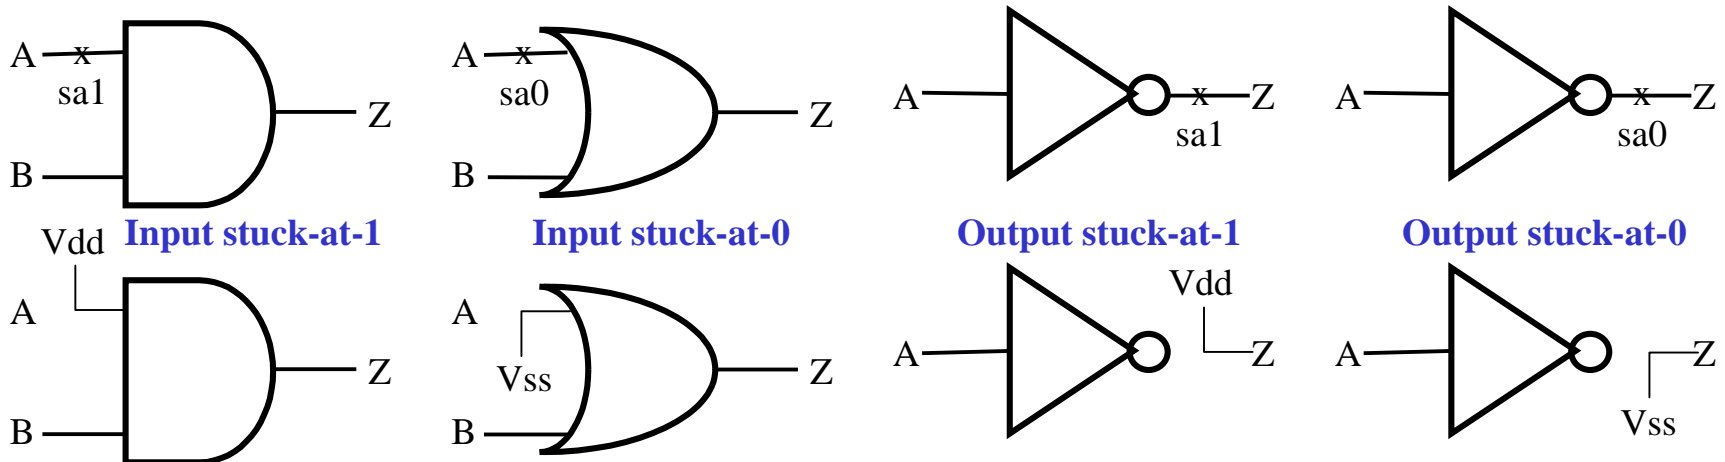 A x
sa1
B
Z
A x
sa0
B
Z
A
x Z
sa1
A
x Z
sa0
Input stuck-at-1
Input stuck-at-0
Output stuck-at-1
Output stuck-at-0
Vdd
A
B
Z
A
Vss
B
Z
A
Vdd
Z
A
Z
Vss